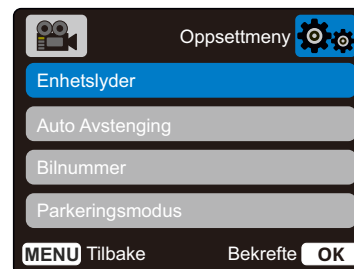 Oppsettmeny
Enhetslyder
Auto Avstenging
Bilnummer
Parkeringsmodus
MENU Tilbake Bekrefte OK